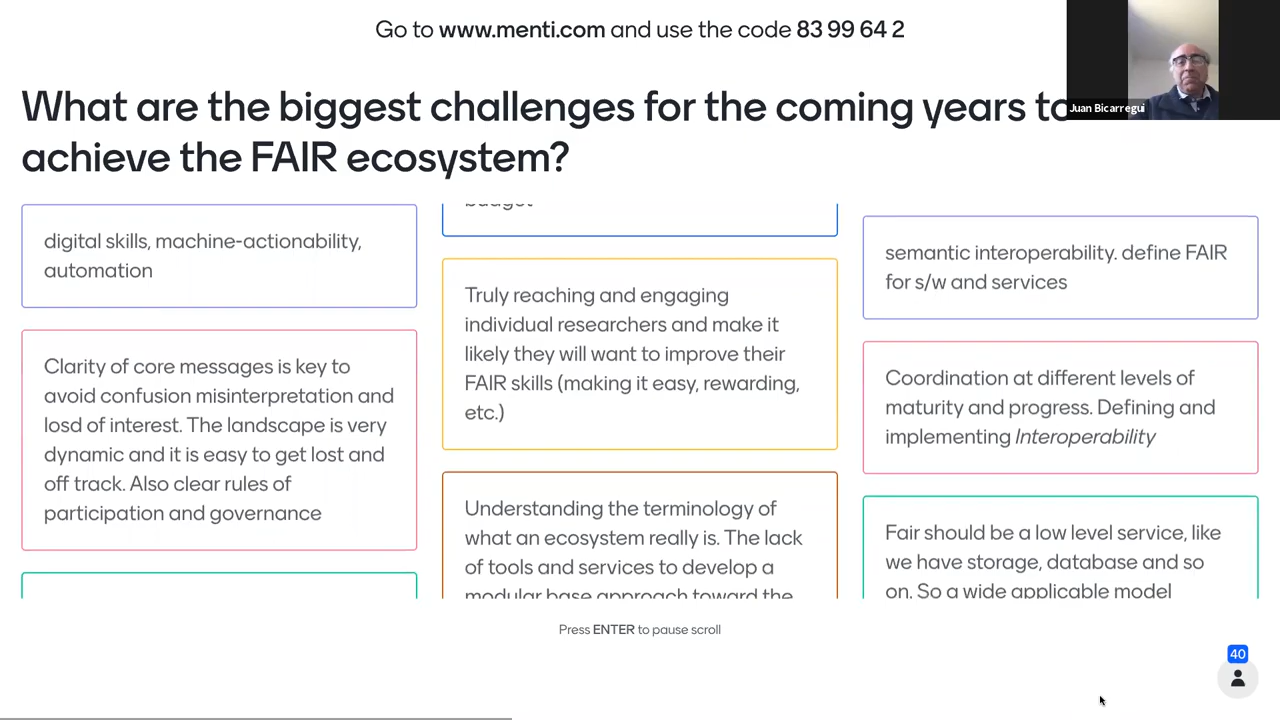 Go to www.menti.com and use the code 83 99 64 2
Juan Bicarregui
What are the biggest challenges for the coming years to
achieve the FAIR ecosystem?
digital skills, machine-actionability,
automation
Clarity of core messages is key to
avoid confusion misinterpretation and
losd of interest. The landscape is very
dynamic and it is easy to get lost and
off track. Also clear rules of
participation and governance
budget
Truly reaching and engaging
individual researchers and make it
likely they will want to improve their
FAIR skills (making it easy, rewarding,
etc.)
Understanding the terminology of
what an ecosystem really is. The lack
of tools and services to develop a
modular base approach toward the
semantic interoperability. define FAIR
for s/w and services
Coordination at different levels of
maturity and progress. Defining and
implementing Interoperability
Fair should be a low level service, like
we have storage, database and so
on. So a wide applicable model
Press ENTER to pause scroll
40